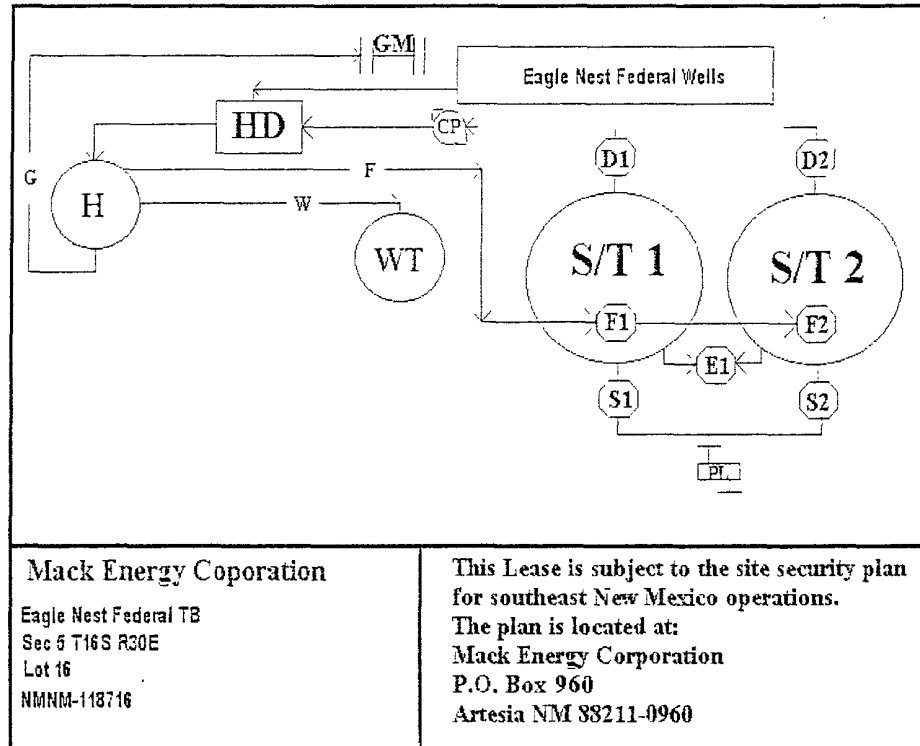 GM
Eagle Nest Federal Wells
HD
CP
D1
D2
G
F
H
W
WT
S/T 1
S/T 2
F1
F2
E1
S1
S2
PL
Mack Energy Coporation
Eagle Nest Federal TB
Sec 5 T16S R30E
Lot 16
NMNM-118716
This Lease is subject to the site security plan
for southeast New Mexico operations.
The plan is located at:
Mack Energy Corporation
P.O. Box 960
Artesia NM 88211-0960